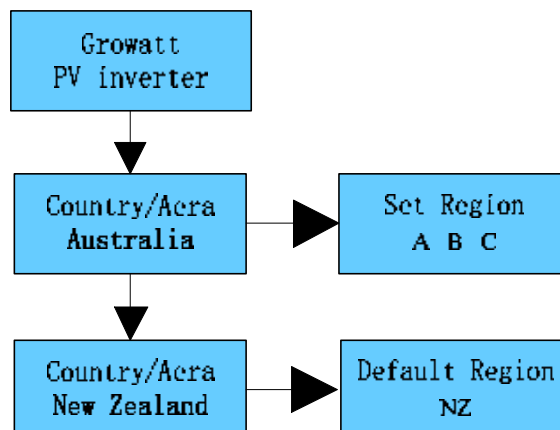 Growatt
PV inverter
Country/Acra
Australia
Set Region
A B C
Country/Acra
New Zealand
Default Region
NZ